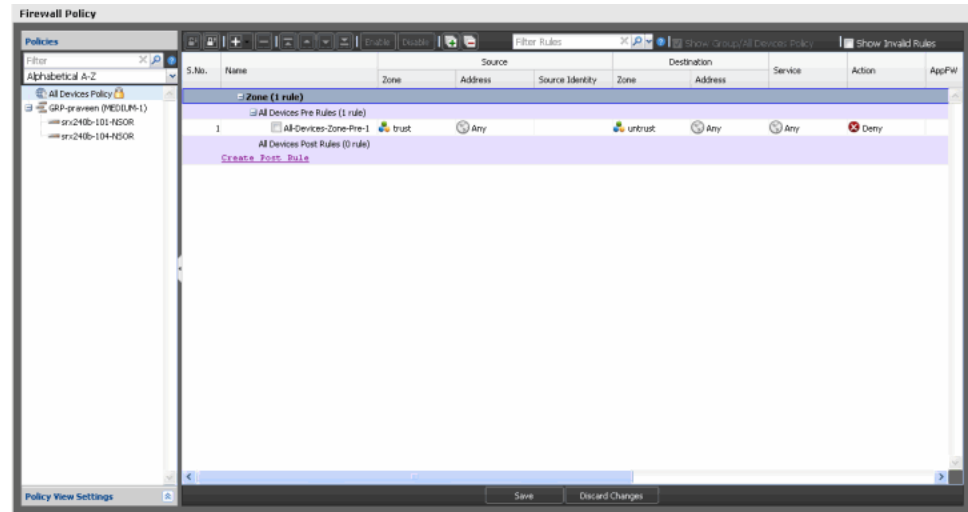 Firewall Policy
Policies
Filter
Alphabetical A-Z
All Devices Policy
GRP-praveen (MEDIUM-1)
srx240b-101-NSOR
srx240b-104-NSOR
Policy View Settings
Enable Disable Filter Rules Show Group/All Devices Policy Show Invalid Rules
S.No. Name Source Destination Service Action AppFW
Zone Address Source Identity Zone Address
Zone (1 rule)
All Devices Pre Rules (1 rule)
1 All-Devices-Zone-Pre-1 trust Any untrust Any Any Deny
All Devices Post Rules (0 rule)
Create Post Rule
Save Discard Changes